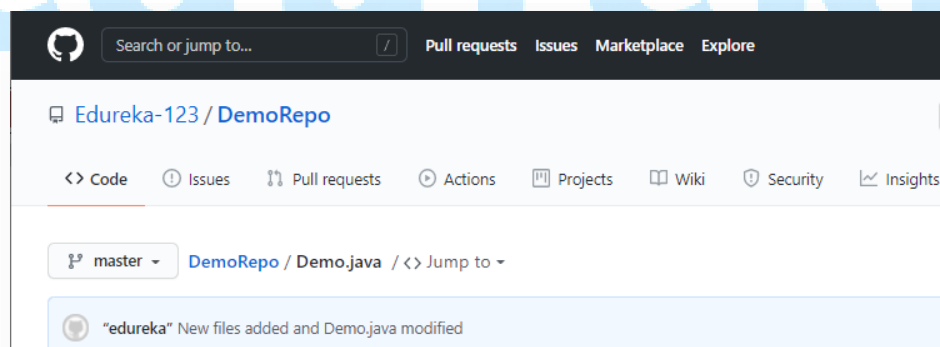 Search or jump to... / Pull requests Issues Marketplace Explore
Edureka-123 / DemoRepo
<> Code Issues Pull requests Actions Projects Wiki Security Insights
master DemoRepo / Demo.java / <> Jump to
“edureka” New files added and Demo.java modified